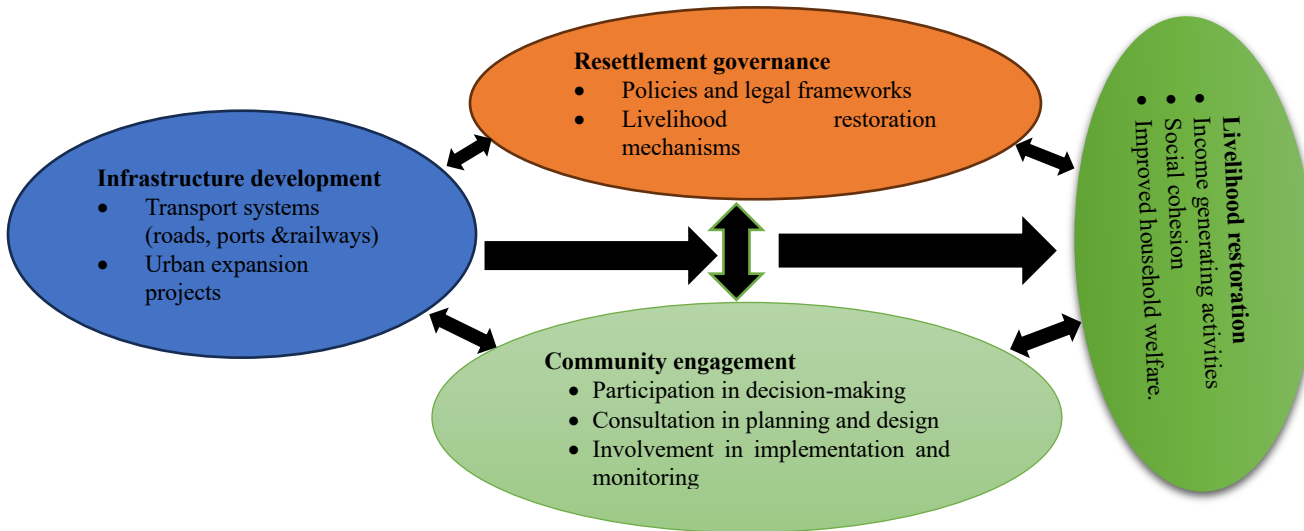 Resettlement governance
• Policies and legal frameworks
• Livelihood restoration
mechanisms
Infrastructure development
• Transport systems
(roads, ports &railways)
• Urban expansion
projects
Community engagement
• Participation in decision-making
• Consultation in planning and design
• Involvement in implementation and
monitoring
Livelihood restoration
• Income generating activities
• Social cohesion
• Improved household welfare.